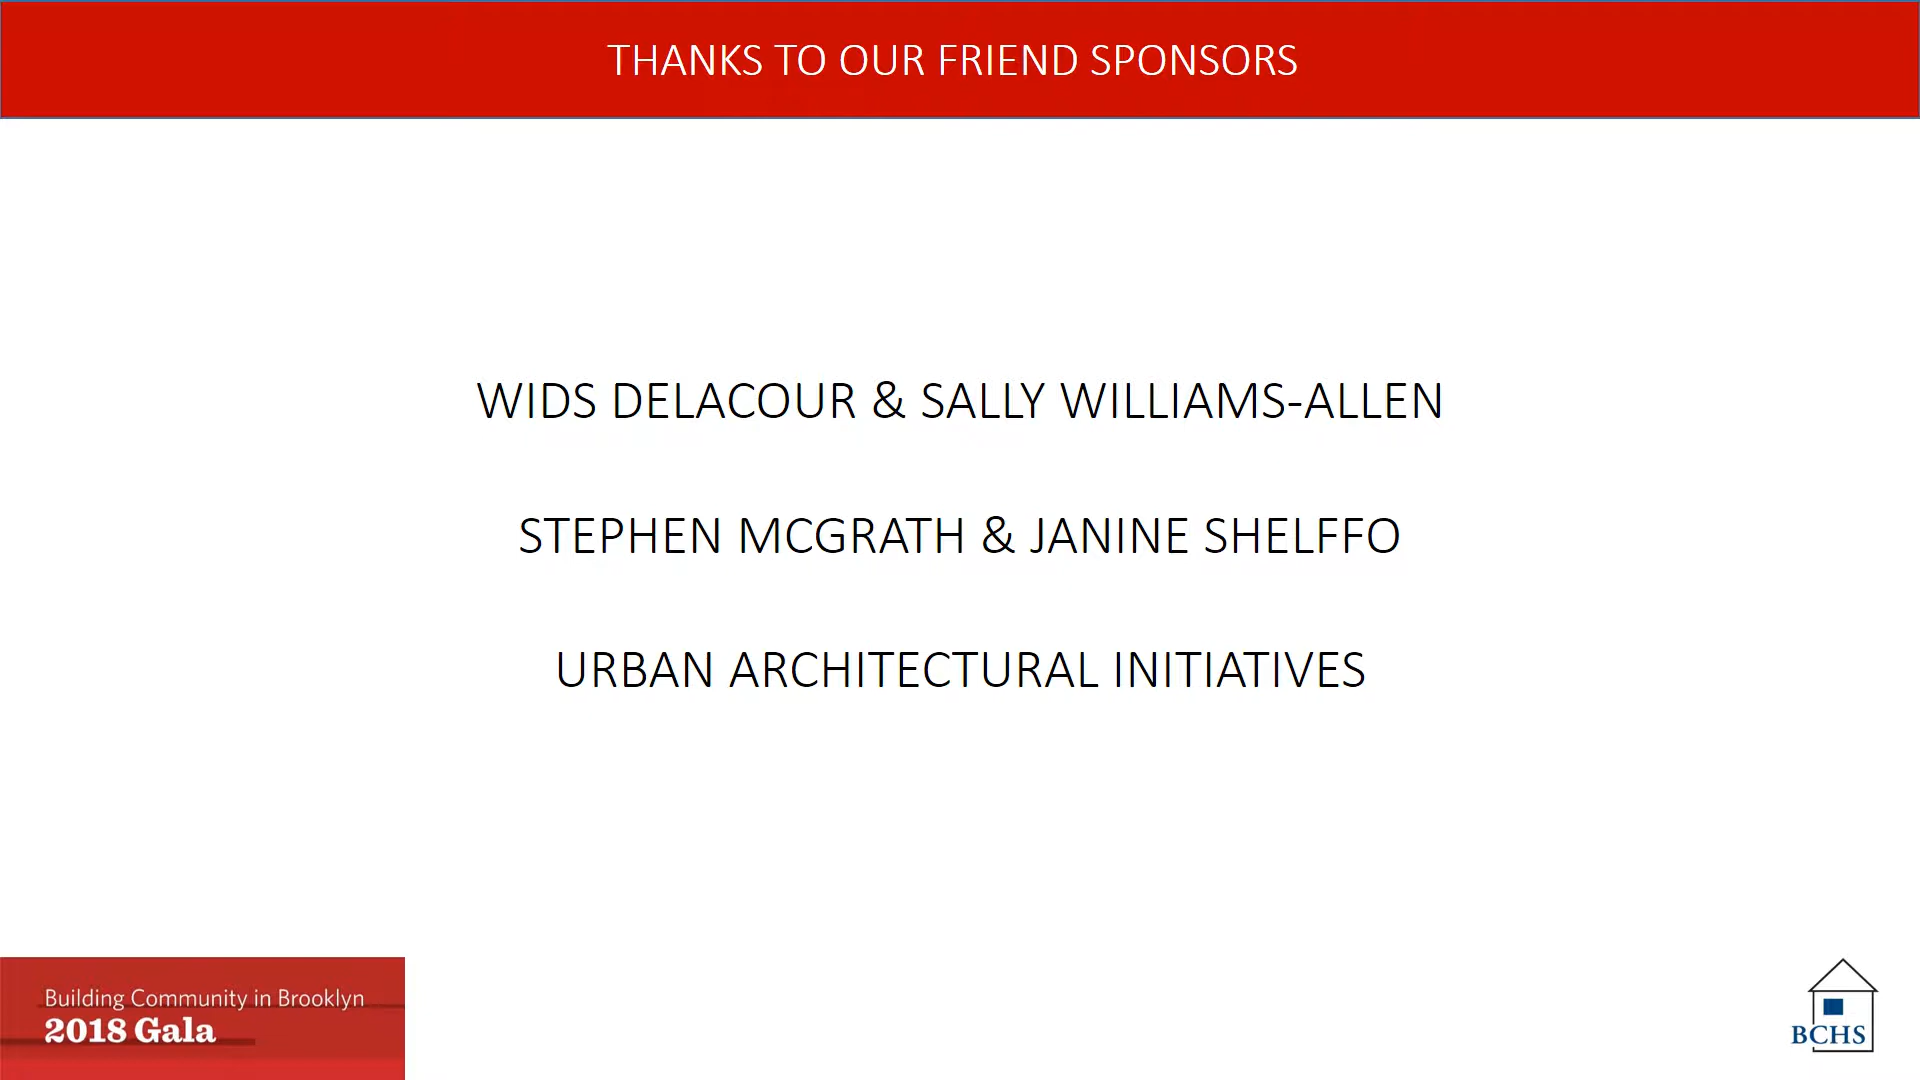 THANKS TO OUR FRIEND SPONSORS
WIDS DELACOUR & SALLY WILLIAMS-ALLEN
STEPHEN MCGRATH & JANINE SHELFFO
URBAN ARCHITECTURAL INITIATIVES
Building Community in Brooklyn
2018 Gala
BCHS